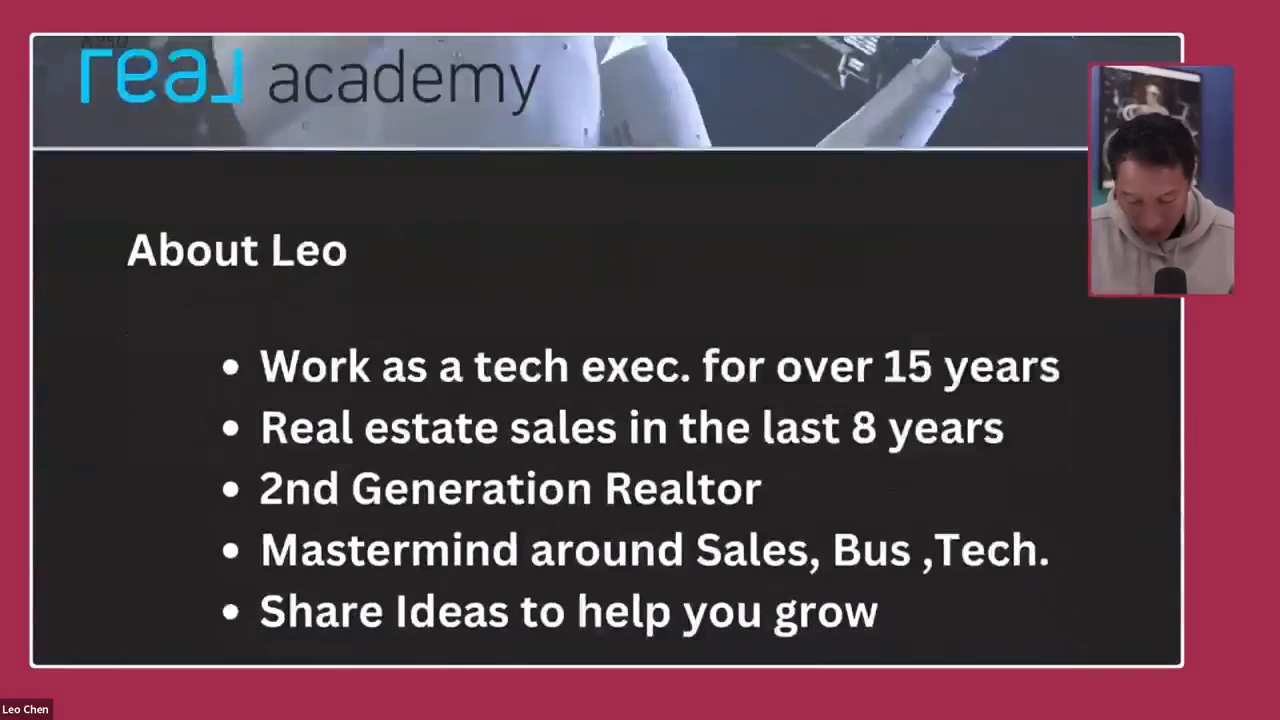 real academy
About Leo
• Work as a tech exec. for over 15 years
• Real estate sales in the last 8 years
• 2nd Generation Realtor
• Mastermind around Sales, Bus ,Tech.
• Share Ideas to help you grow
Leo Chen